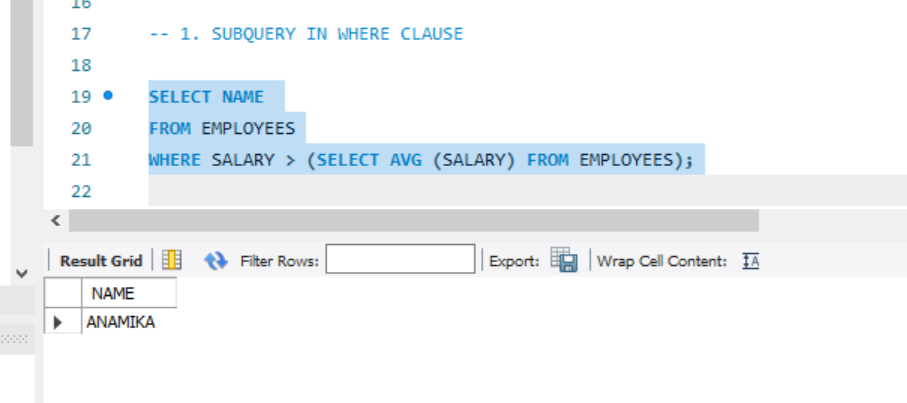 16
17 -- 1. SUBQUERY IN WHERE CLAUSE
18
19 SELECT NAME
20 FROM EMPLOYEES
21 WHERE SALARY > (SELECT AVG (SALARY) FROM EMPLOYEES);
22
Result Grid Filter Rows: Export: Wrap Cell Content: IA
NAME
ANAMIKA